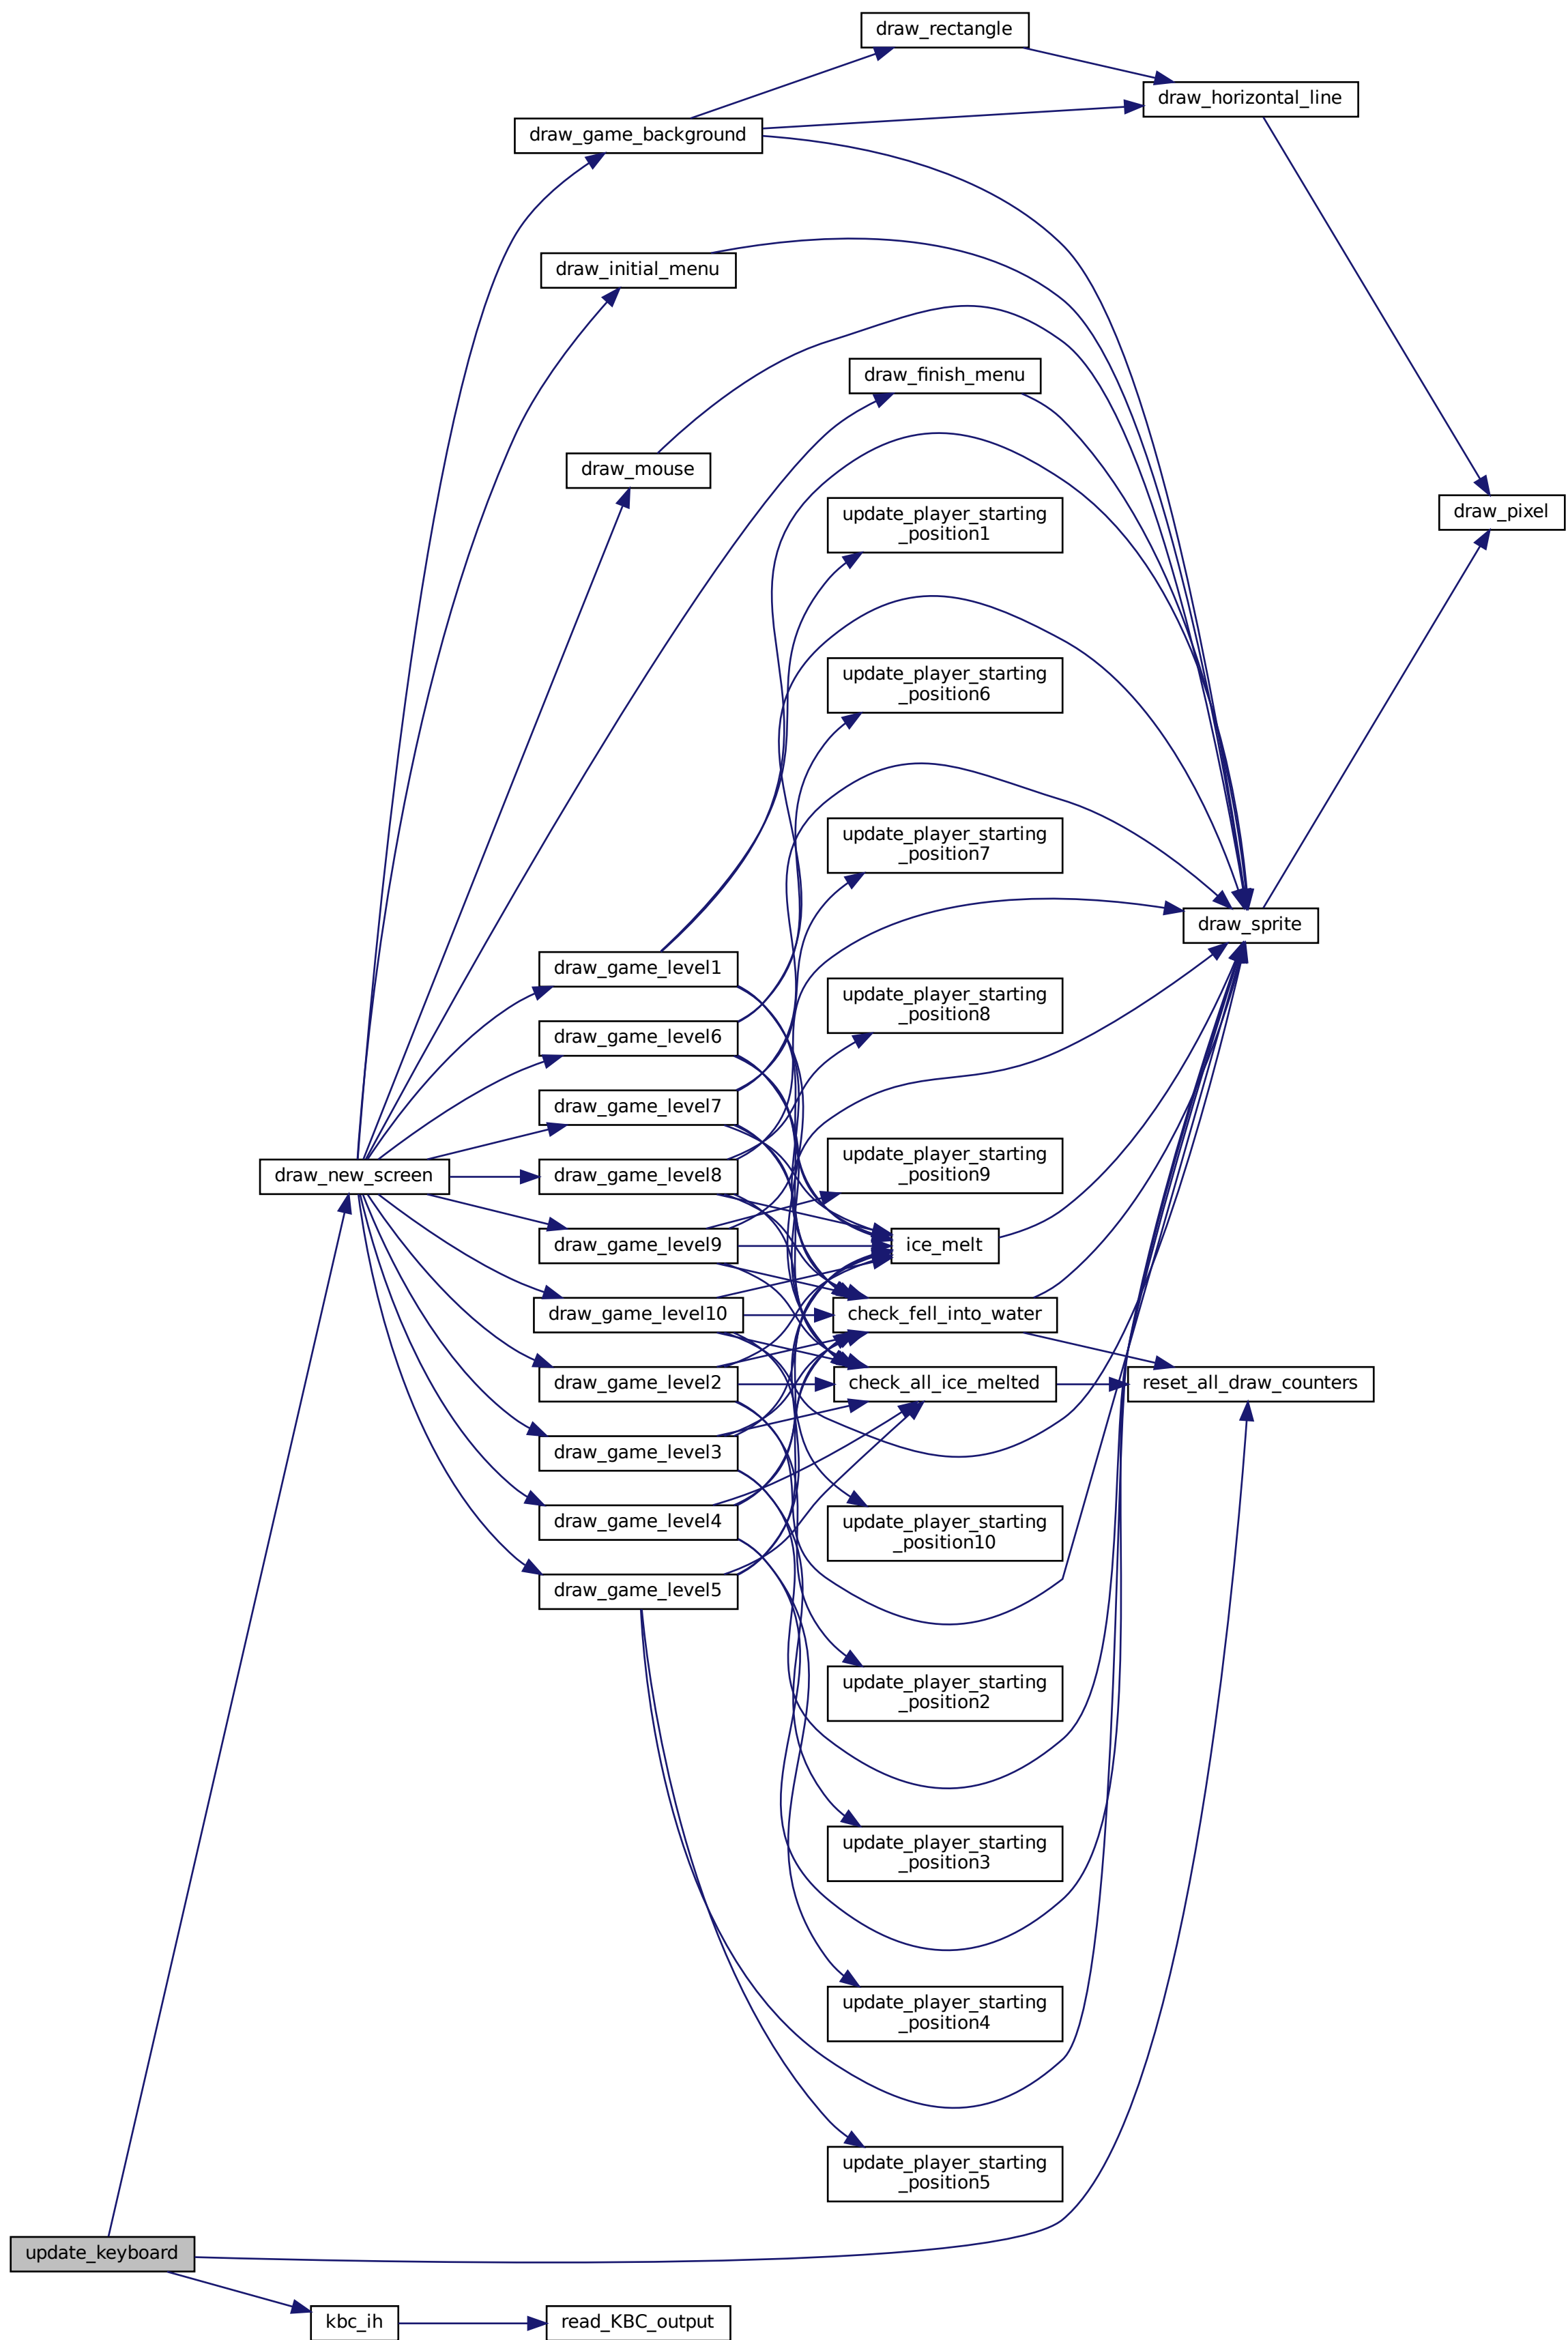 draw_rectangle
draw_horizontal_line
draw_game_background
draw_initial_menu
draw_finish_menu
draw_mouse
draw_pixel
update_player_starting
_position1
update_player_starting
_position6
update_player_starting
_position7
draw_sprite
draw_game_level1
update_player_starting
_position8
draw_game_level6
draw_game_level7
update_player_starting
_position9
draw_new_screen
draw_game_level8
draw_game_level9
ice_melt
draw_game_level10
check_fell_into_water
draw_game_level2
check_all_ice_melted
reset_all_draw_counters
draw_game_level3
draw_game_level4
update_player_starting
_position10
draw_game_level5
update_player_starting
_position2
update_player_starting
_position3
update_player_starting
_position4
update_player_starting
_position5
update_keyboard
kbc_ih
read_KBC_output